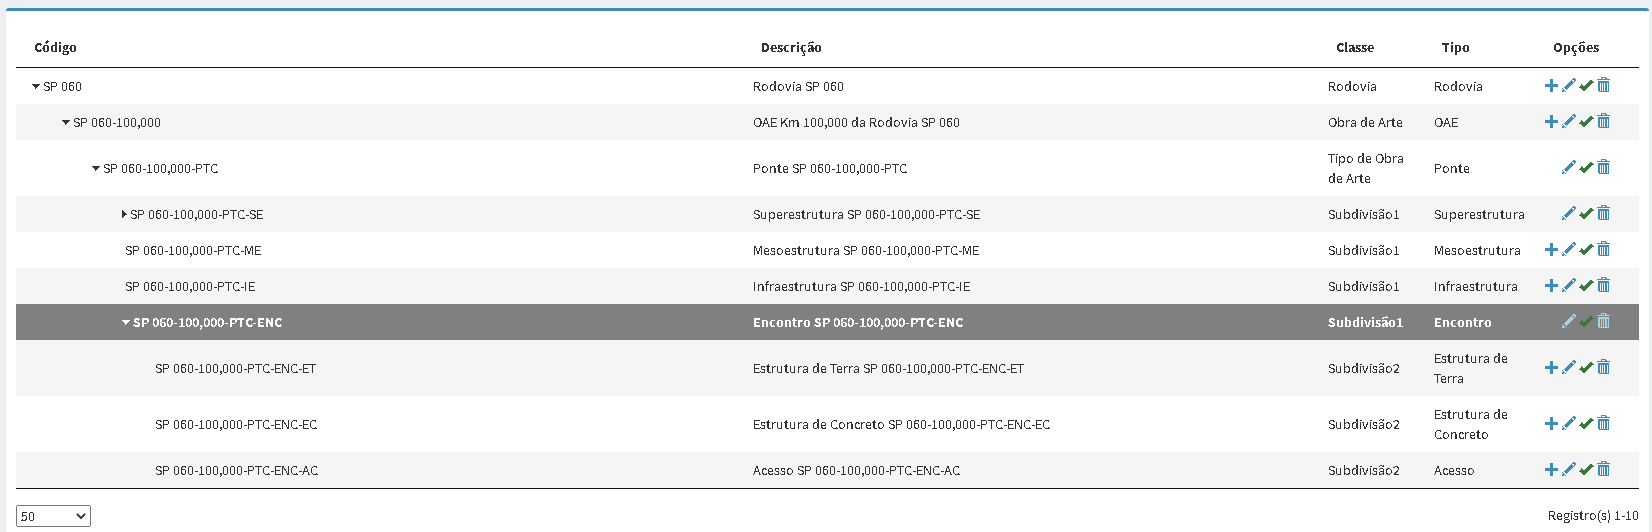 Código Descrição Classe Tipo Opções
SP 060 Rodovia SP 060 Rodovia Rodovia
SP 060-100,000 OAE Km 100,000 da Rodovia SP 060 Obra de Arte OAE
SP 060-100,000-PTC Ponte SP 060-100,000-PTC Tipo de Obra de Arte Ponte
SP 060-100,000-PTC-SE Superestrutura SP 060-100,000-PTC-SE Subdivisão1 Superestrutura
SP 060-100,000-PTC-ME Mesoestrutura SP 060-100,000-PTC-ME Subdivisão1 Mesoestrutura
SP 060-100,000-PTC-IE Infraestrutura SP 060-100,000-PTC-IE Subdivisão1 Infraestrutura
SP 060-100,000-PTC-ENC Encontro SP 060-100,000-PTC-ENC Subdivisão1 Encontro
SP 060-100,000-PTC-ENC-ET Estrutura de Terra SP 060-100,000-PTC-ENC-ET Subdivisão2 Estrutura de Terra
SP 060-100,000-PTC-ENC-EC Estrutura de Concreto SP 060-100,000-PTC-ENC-EC Subdivisão2 Estrutura de Concreto
SP 060-100,000-PTC-ENC-AC Acesso SP 060-100,000-PTC-ENC-AC Subdivisão2 Acesso
50 Registro(s) 1-10